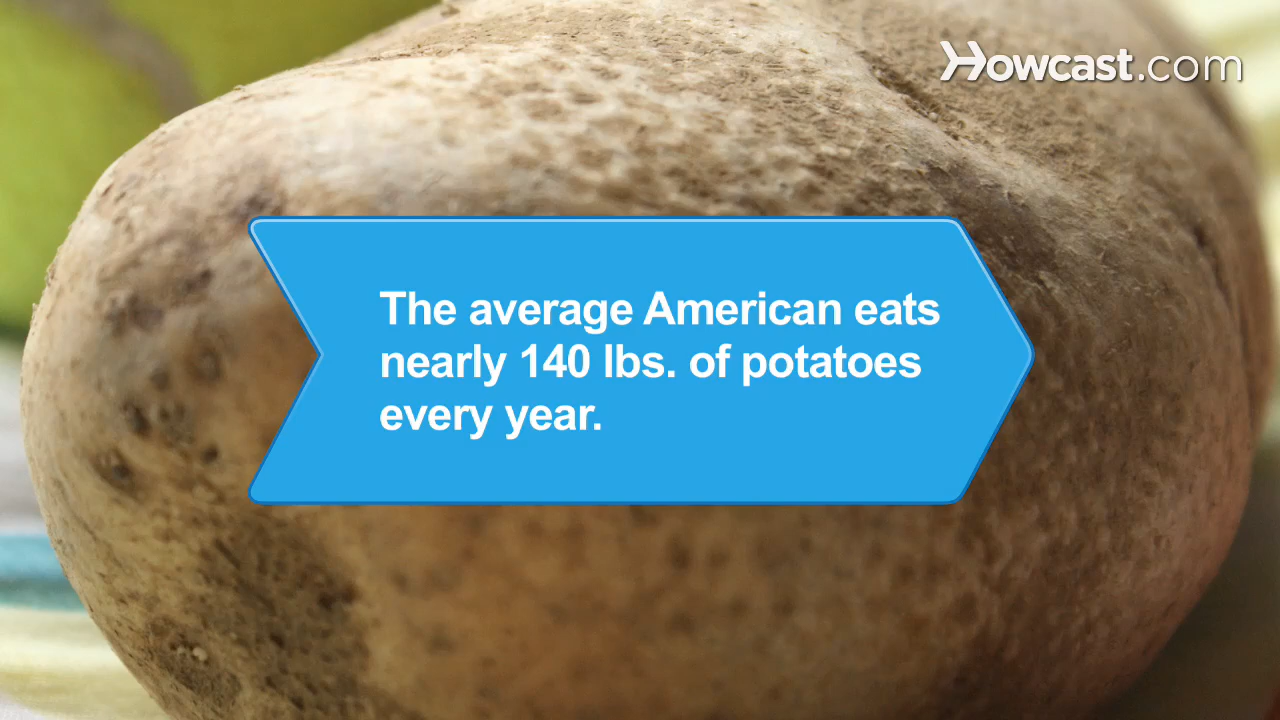 Howcast.com
The average American eats
nearly 140 lbs. of potatoes
every year.